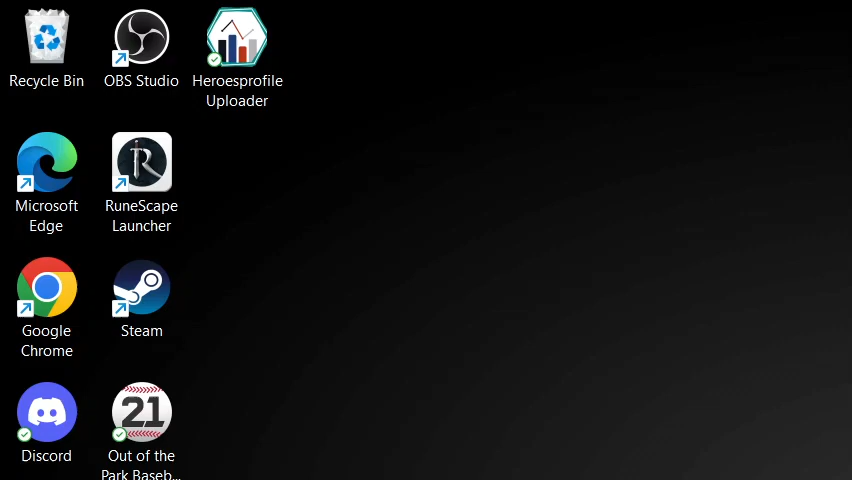 Recycle Bin
OBS Studio
Heroesprofile
Uploader
Microsoft
Edge
RuneScape
Launcher
Google
Chrome
Steam
Discord
21
Out of the
Park Baseb...